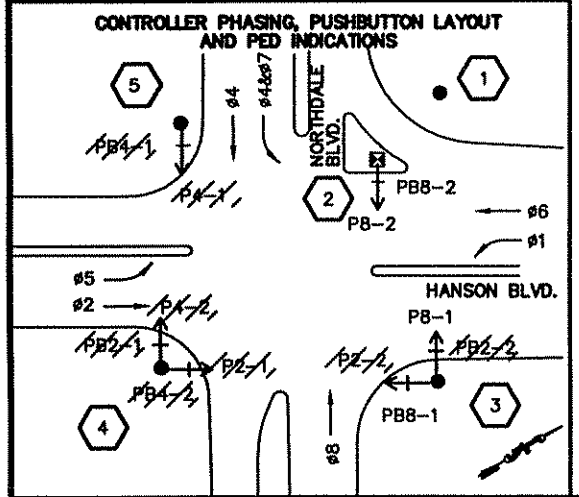 CONTROLLER PHASING, PUSHBUTTON LAYOUT
AND PED INDICATIONS
5
1
ø4
ø4&ø7
NORTHDALE
BLVD.
PB4-1
P4-1
2
PB8-2
P8-2
ø6
ø1
ø5
HANSON BLVD.
ø2
P4-2
P8-1
PB2-1
PB2-2
P2-1
P2-2
PB4-2
PB8-1
4
3
ø8